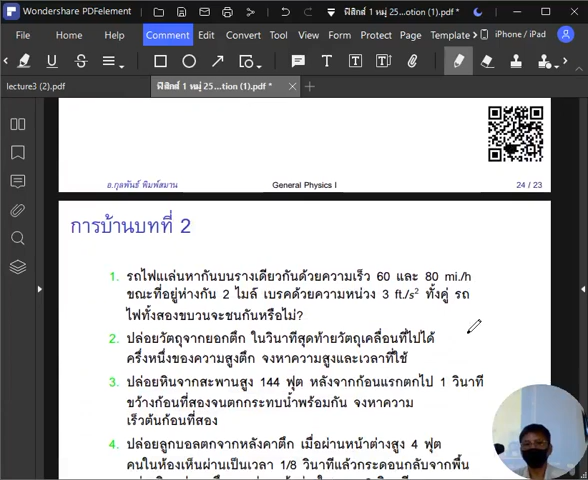 Wondershare PDFelement
ฟิสิกส์ 1 หมู่ 25...otion (1).pdf *
File
Home
Comment
Edit
Convert
Tool
View
Form
Protect
Page
Template
iPhone / iPad
lecture3 (2).pdf
ฟิสิกส์ 1 หมู่ 25...tion (1).pdf *
อ.กุลพันธ์ พิมพ์สมาน
General Physics I
24 / 23
การบ้านบทที่ 2
1. รถไฟแล่นหากันบนรางเดียวกันด้วยความเร็ว 60 และ 80 mi./h
ขณะที่อยู่ห่างกัน 2 ไมล์ เบรคด้วยความหน่วง 3 ft./s² ทั้งคู่ รถ
ไฟทั้งสองขบวนจะชนกันหรือไม่?
2. ปล่อยวัตถุจากยอดตึก ในวินาทีสุดท้ายวัตถุเคลื่อนที่ไปได้
ครึ่งหนึ่งของความสูงตึก จงหาความสูงและเวลาที่ใช้
3. ปล่อยหินจากสะพานสูง 144 ฟุต หลังจากก้อนแรกตกไป 1 วินาที
ขว้างก้อนที่สองจนตกกระทบน้ำพร้อมกัน จงหาความ
เร็วต้นก้อนที่สอง
4. ปล่อยลูกบอลตกจากหลังคาตึก เมื่อผ่านหน้าต่างสูง 4 ฟุต
คนในห้องเห็นผ่านเป็นเวลา 1/8 วินาทีแล้วกระดอนกลับจากพื้น